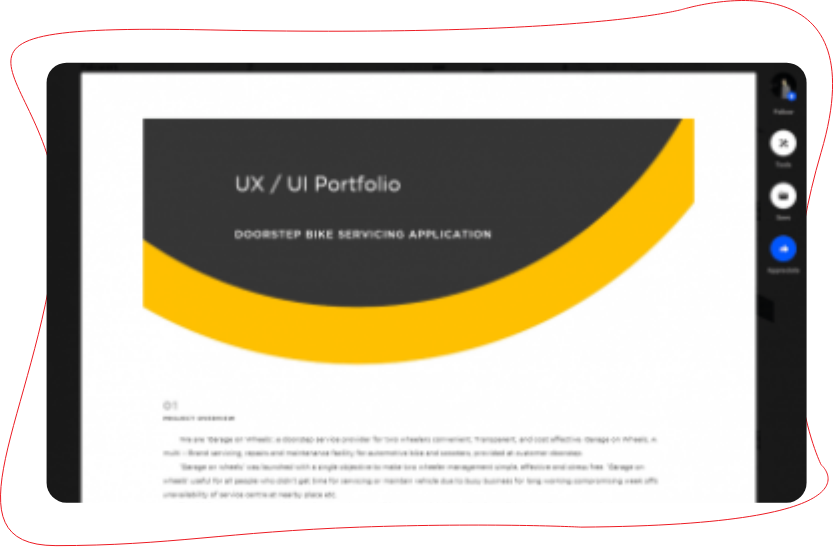 UX / UI Portfolio
DOORSTEP BIKE SERVICING APPLICATION
Follow
Tools
Save
Appreciate
01
PROJECT OVERVIEW
We are 'Garage on Wheels', a doorstep service provider for two wheelers convenient, Transparent, and cost effective. Garage on Wheels, A
multi - Brand servicing, repairs and maintenance facility for automotive bike and scooters, provided at customer doorstep.
'Garage on wheels' was launched with a single objective to make two wheeler management simple, effective and stress free. 'Garage on
wheels' useful for all people who didn't get time for servicing or maintain vehicle due to busy business for long working compromising week offs
unavailability of service centre at nearby place etc.